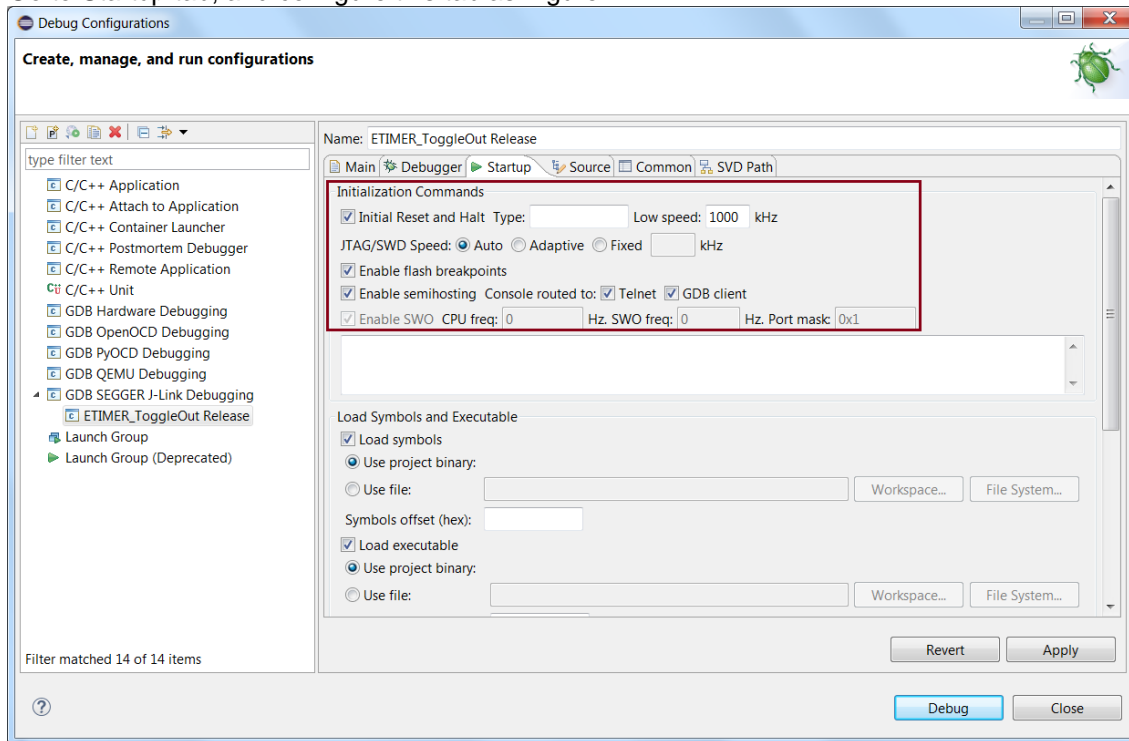 Debug Configurations
Create, manage, and run configurations
type filter text
C/C++ Application
C/C++ Attach to Application
C/C++ Container Launcher
C/C++ Postmortem Debugger
C/C++ Remote Application
C/C++ Unit
GDB Hardware Debugging
GDB OpenOCD Debugging
GDB PyOCD Debugging
GDB QEMU Debugging
GDB SEGGER J-Link Debugging
ETIMER_ToggleOut Release
Launch Group
Launch Group (Deprecated)
Filter matched 14 of 14 items
Name: ETIMER_ToggleOut Release
Main Debugger Startup Source Common SVD Path
Initialization Commands
Initial Reset and Halt Type: Low speed: 1000 kHz
JTAG/SWD Speed: Auto Adaptive Fixed kHz
Enable flash breakpoints
Enable semihosting Console routed to: Telnet GDB client
Enable SWO CPU freq: 0 Hz. SWO freq: 0 Hz. Port mask: 0x1
Load Symbols and Executable
Load symbols
Use project binary:
Use file: Workspace... File System...
Symbols offset (hex):
Load executable
Use project binary:
Use file: Workspace... File System...
Revert Apply
Debug Close